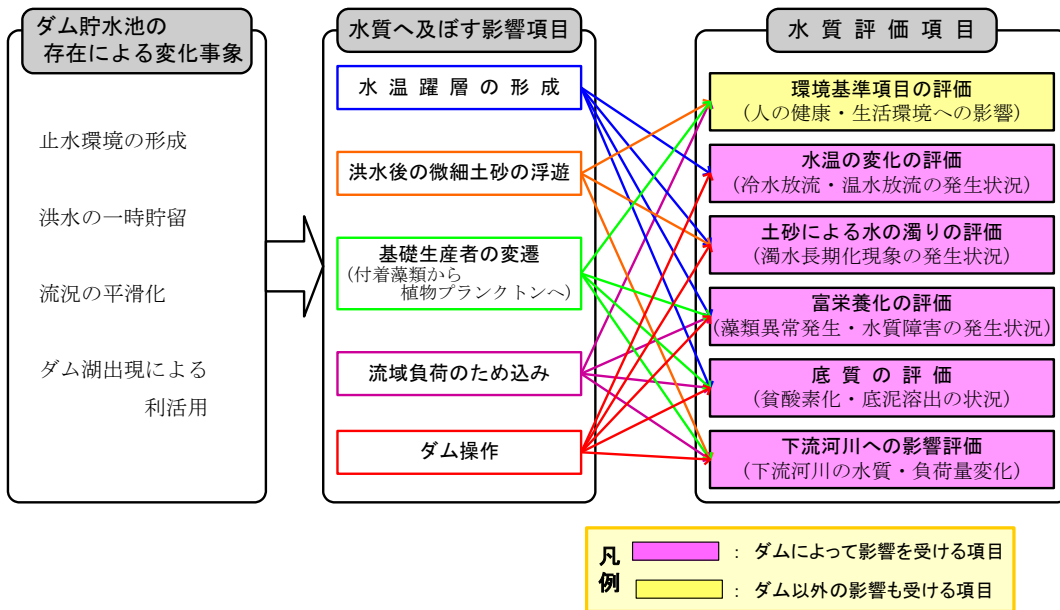 ダム貯水池の
存在による変化事象
止水環境の形成
洪水の一時貯留
流況の平滑化
ダム湖出現による
利活用
水質へ及ぼす影響項目
水温躍層の形成
洪水後の微細土砂の浮遊
基礎生産者の変遷
(付着藻類から
植物プランクトンへ)
流域負荷のため込み
ダム操作
水質評価項目
環境基準項目の評価
(人の健康・生活環境への影響)
水温の変化の評価
(冷水放流・温水放流の発生状況)
土砂による水の濁りの評価
(濁水長期化現象の発生状況)
富栄養化の評価
(藻類異常発生・水質障害の発生状況)
底質の評価
(貧酸素化・底泥溶出の状況)
下流河川への影響評価
(下流河川の水質・負荷量変化)
凡例
: ダムによって影響を受ける項目
: ダム以外の影響も受ける項目